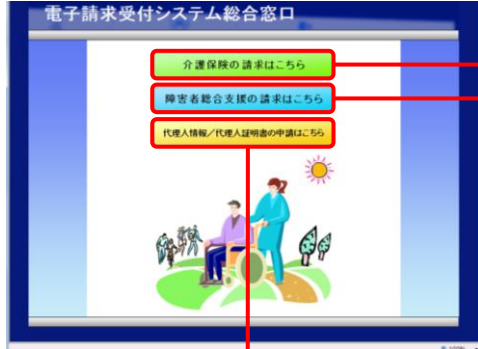 電子請求受付システム総合窓口
介護保険の請求はこちら
障害者総合支援の請求はこちら
代理人情報／代理人証明書の申請はこちら